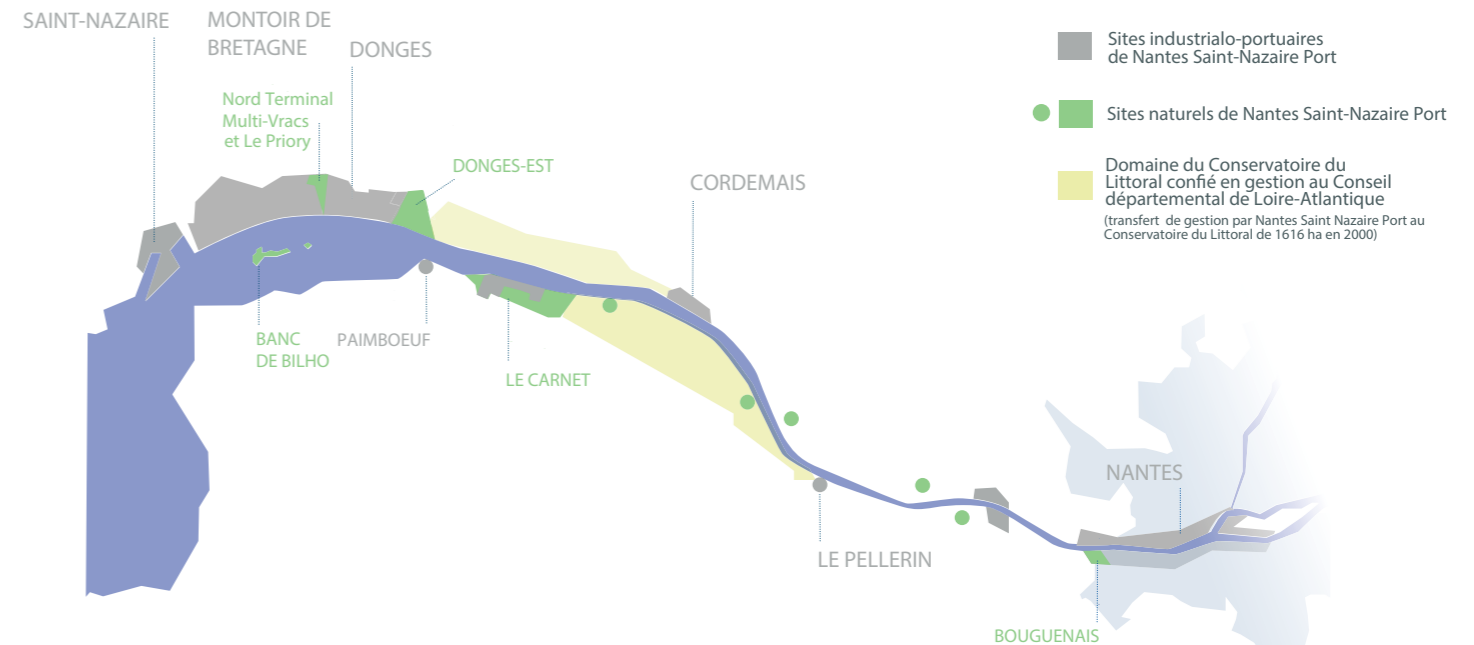 SAINT-NAZAIRE
MONTOIR DE
BRETAGNE
DONGES
Nord Terminal
Multi-Vracs
et Le Priory
DONGES-EST
CORDEMAIS
BANC
DE BILHO
PAIMBOEUF
LE CARNET
LE PELLERIN
NANTES
BOUGUENAIS
Sites industrialo-portuaires
de Nantes Saint-Nazaire Port
Sites naturels de Nantes Saint-Nazaire Port
Domaine du Conservatoire du
Littoral confié en gestion au Conseil
départemental de Loire-Atlantique
(transfert de gestion par Nantes Saint Nazaire Port au
Conservatoire du Littoral de 1616 ha en 2000)